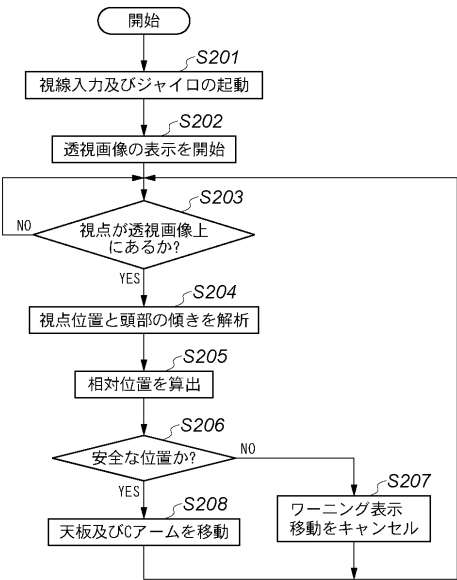 開始
S201
視線入力及びジャイロの起動
S202
透視画像の表示を開始
S203
視点が透視画像上
にあるか?
NO
YES
S204
視点位置と頭部の傾きを解析
S205
相対位置を算出
S206
安全な位置か?
NO
YES
S207
ワーニング表示
移動をキャンセル
S208
天板及びCアームを移動